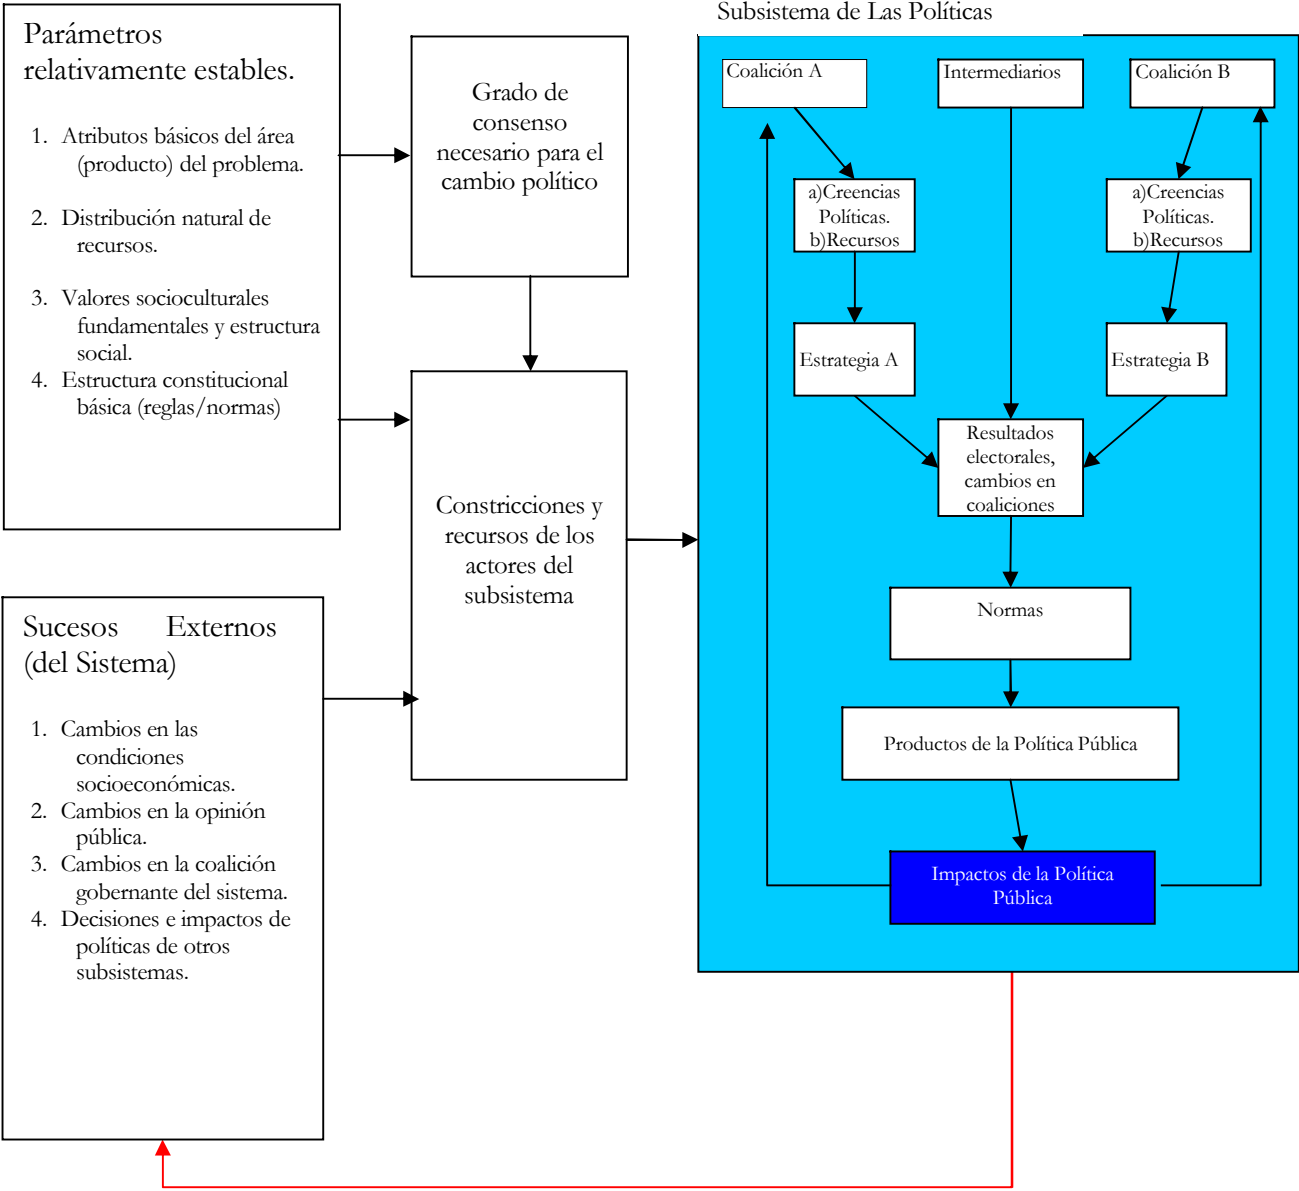 Parámetros
relativamente estables.
1. Atributos básicos del área
(producto) del problema.
2. Distribución natural de
recursos.
3. Valores socioculturales
fundamentales y estructura
social.
4. Estructura constitucional
básica (reglas/normas)
Sucesos Externos
(del Sistema)
1. Cambios en las
condiciones
socioeconómicas.
2. Cambios en la opinión
pública.
3. Cambios en la coalición
gobernante del sistema.
4. Decisiones e impactos de
políticas de otros
subsistemas.
Grado de
consenso
necesario para el
cambio político
Constricciones y
recursos de los
actores del
subsistema
Subsistema de Las Políticas
Coalición A
Intermediarios
Coalición B
a)Creencias
Políticas.
b)Recursos
a)Creencias
Políticas.
b)Recursos
Estrategia A
Estrategia B
Resultados
electorales,
cambios en
coaliciones
Normas
Productos de la Política Pública
Impactos de la Política
Pública